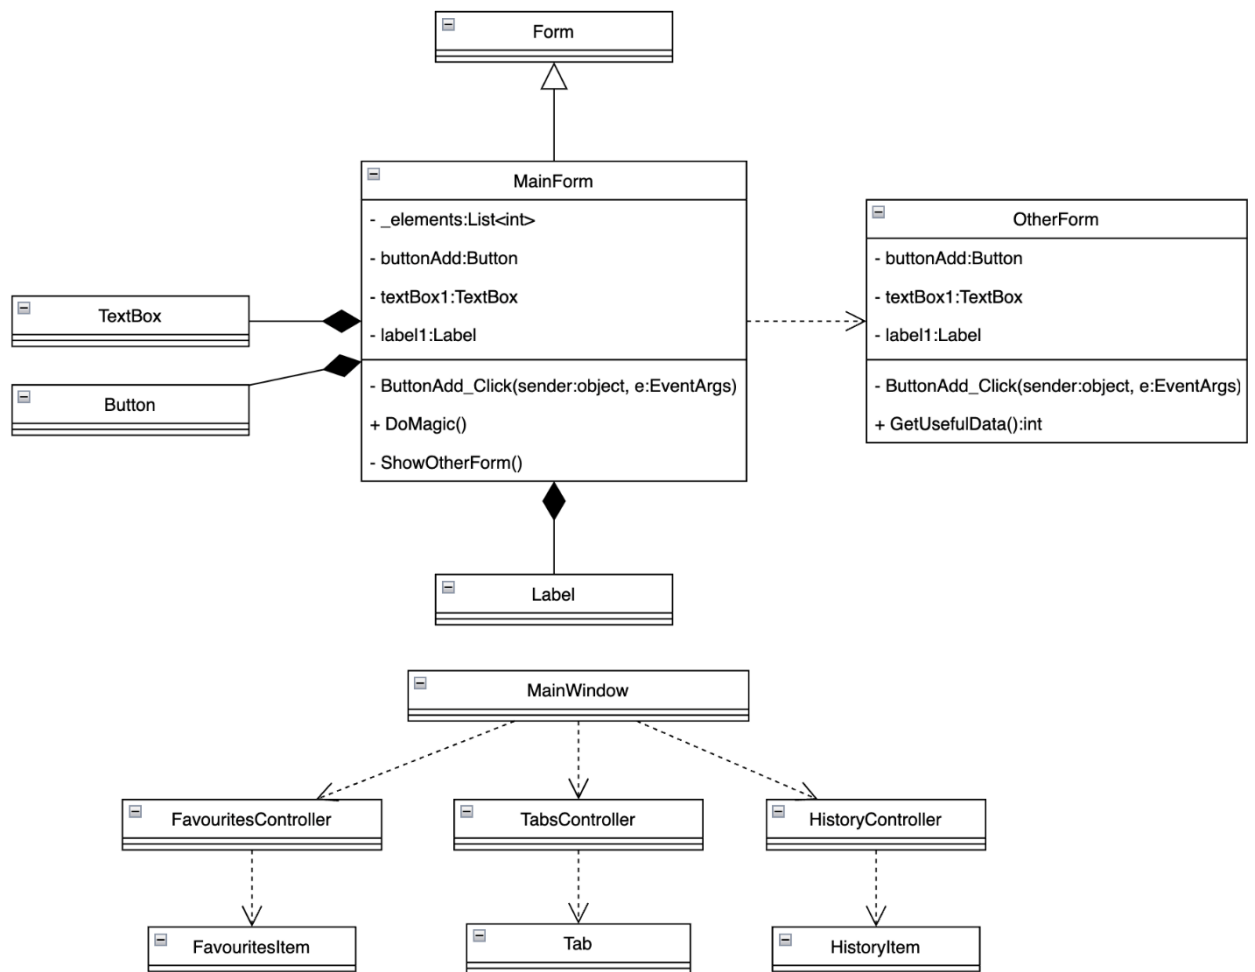 Form
MainForm
- _elements:List<int>
- buttonAdd:Button
- textBox1:TextBox
- label1:Label
- ButtonAdd_Click(sender:object, e:EventArgs)
+ DoMagic()
- ShowOtherForm()
OtherForm
- buttonAdd:Button
- textBox1:TextBox
- label1:Label
- ButtonAdd_Click(sender:object, e:EventArgs)
+ GetUsefulData():int
TextBox
Button
Label
MainWindow
FavouritesController
TabsController
HistoryController
FavouritesItem
Tab
HistoryItem